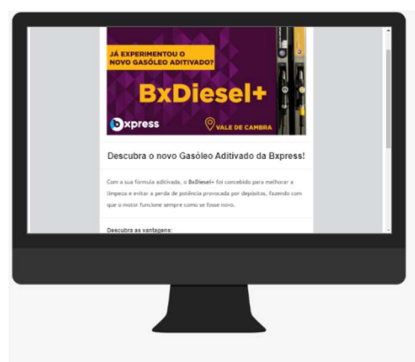 JÁ EXPERIMENTOU O
NOVO GASÓLEO ADITIVADO?
BxDiesel+
bxpress
VALE DE CAMBRA
Descubra o novo Gasóleo Aditivado da Bxpress!
Com a sua fórmula aditivada, o BxDiesel+ foi concebido para melhorar a
limpeza e evitar a perda de potência provocada por depósitos, fazendo com
que o motor funcione sempre como se fosse novo.
Descubra as vantagens: